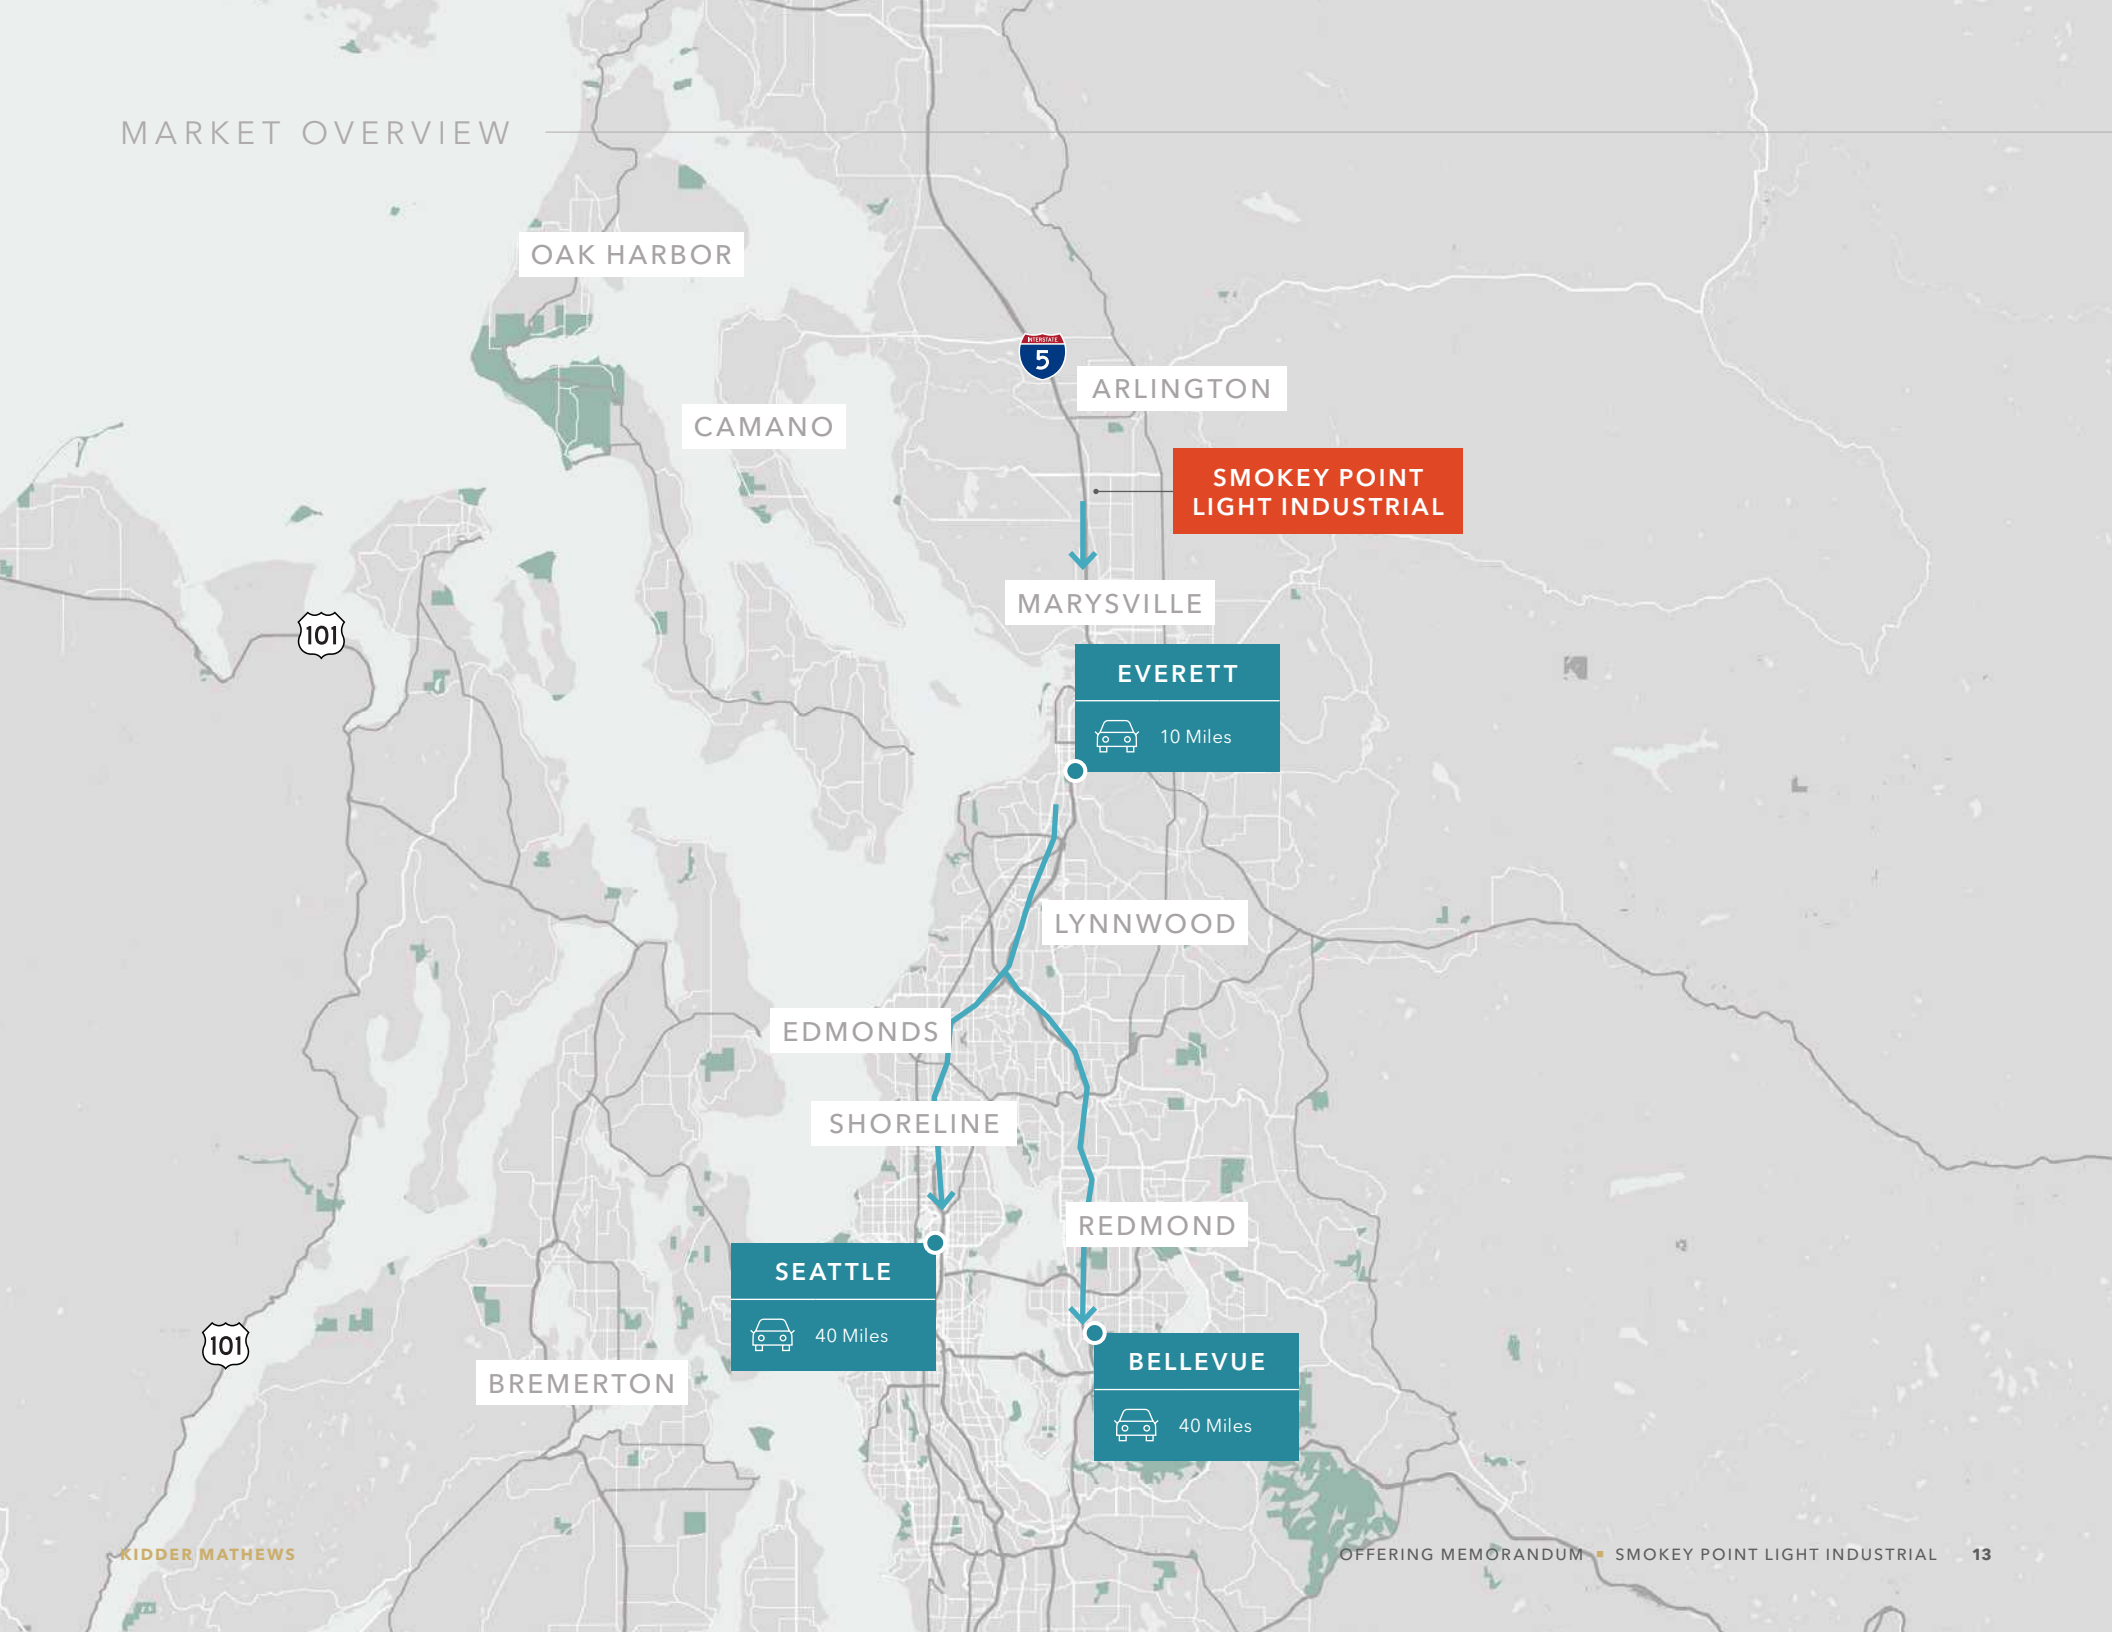 MARKET OVERVIEW
OAK HARBOR
INTERSTATE
5
ARLINGTON
CAMANO
SMOKEY POINT
LIGHT INDUSTRIAL
MARYSVILLE
101
EVERETT
10 Miles
LYNNWOOD
EDMONDS
SHORELINE
REDMOND
SEATTLE
40 Miles
101
BELLEVUE
40 Miles
BREMERTON
KIDDER MATHEWS
OFFERING MEMORANDUM ▪ SMOKEY POINT LIGHT INDUSTRIAL 13